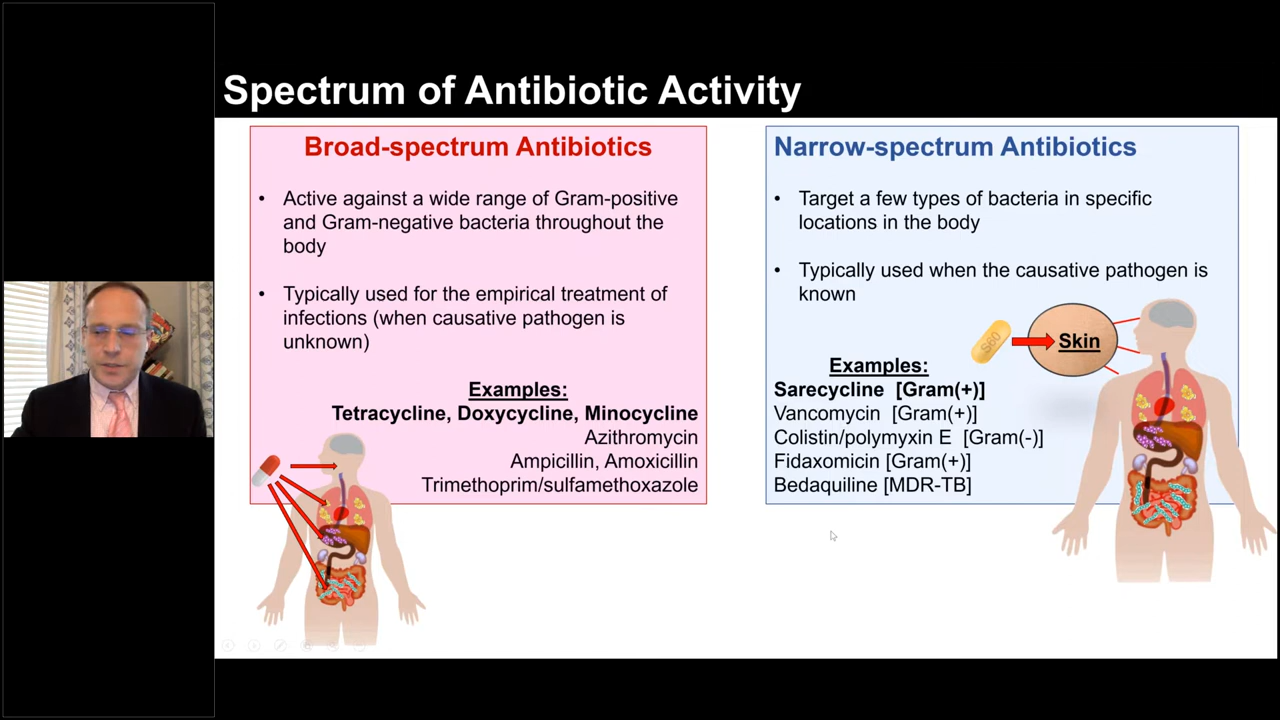 Spectrum of Antibiotic Activity
Broad-spectrum Antibiotics
• Active against a wide range of Gram-positive
and Gram-negative bacteria throughout the
body
• Typically used for the empirical treatment of
infections (when causative pathogen is
unknown)
Examples:
Tetracycline, Doxycycline, Minocycline
Azithromycin
Ampicillin, Amoxicillin
Trimethoprim/sulfamethoxazole
Narrow-spectrum Antibiotics
• Target a few types of bacteria in specific
locations in the body
• Typically used when the causative pathogen is
known
S60
Skin
Examples:
Sarecycline [Gram(+)]
Vancomycin [Gram(+)]
Colistin/polymyxin E [Gram(-)]
Fidaxomicin [Gram(+)]
Bedaquiline [MDR-TB]